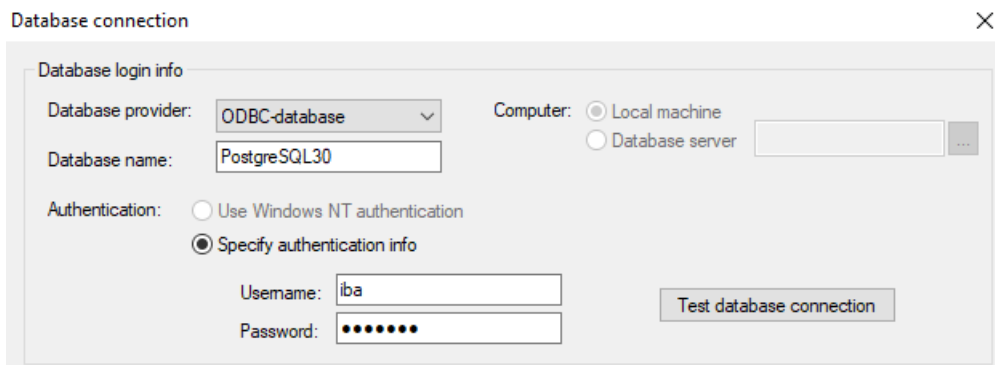 Database connection
Database login info
Database provider: ODBC-database Computer: Local machine
Database server ...
Database name: PostgreSQL30
Authentication: Use Windows NT authentication
Specify authentication info
Username: iba
Test database connection
Password: ●●●●●●●